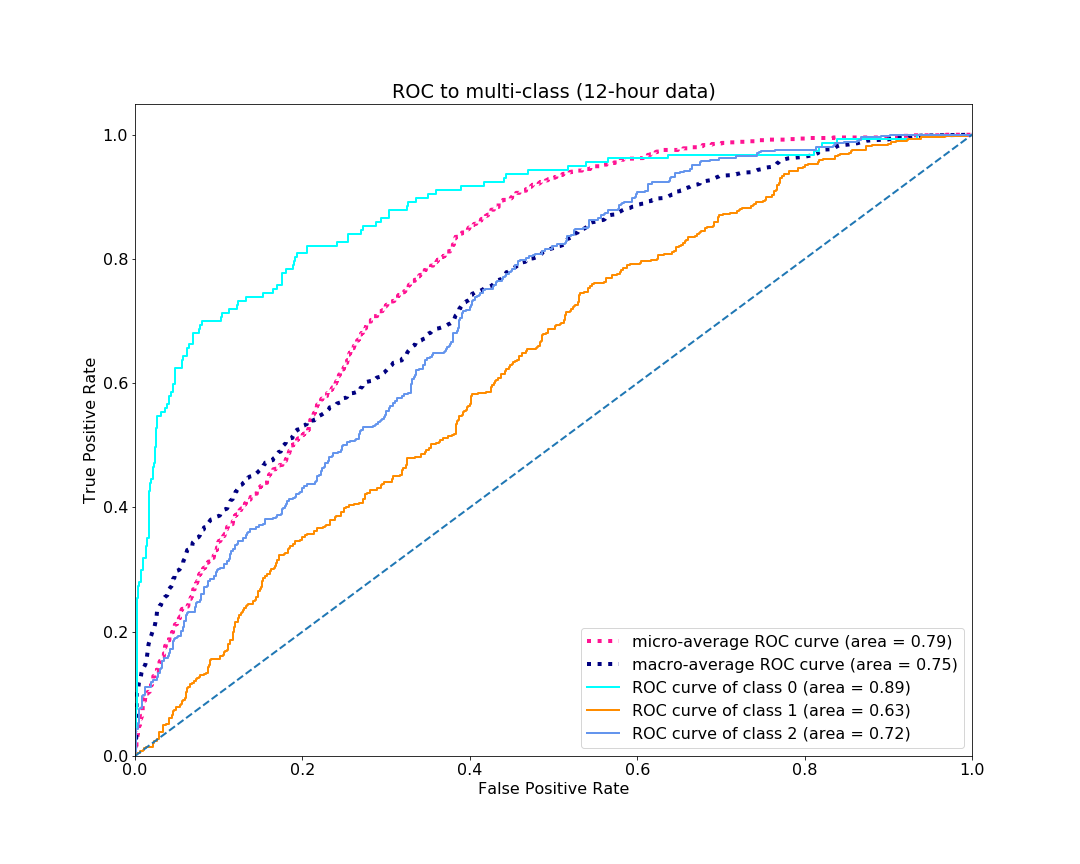 ROC to multi-class (12-hour data)
True Positive Rate
1.0
0.8
0.6
0.4
0.2
0.0
0.0 0.2 0.4 0.6 0.8 1.0
False Positive Rate
micro-average ROC curve (area = 0.79)
macro-average ROC curve (area = 0.75)
ROC curve of class 0 (area = 0.89)
ROC curve of class 1 (area = 0.63)
ROC curve of class 2 (area = 0.72)